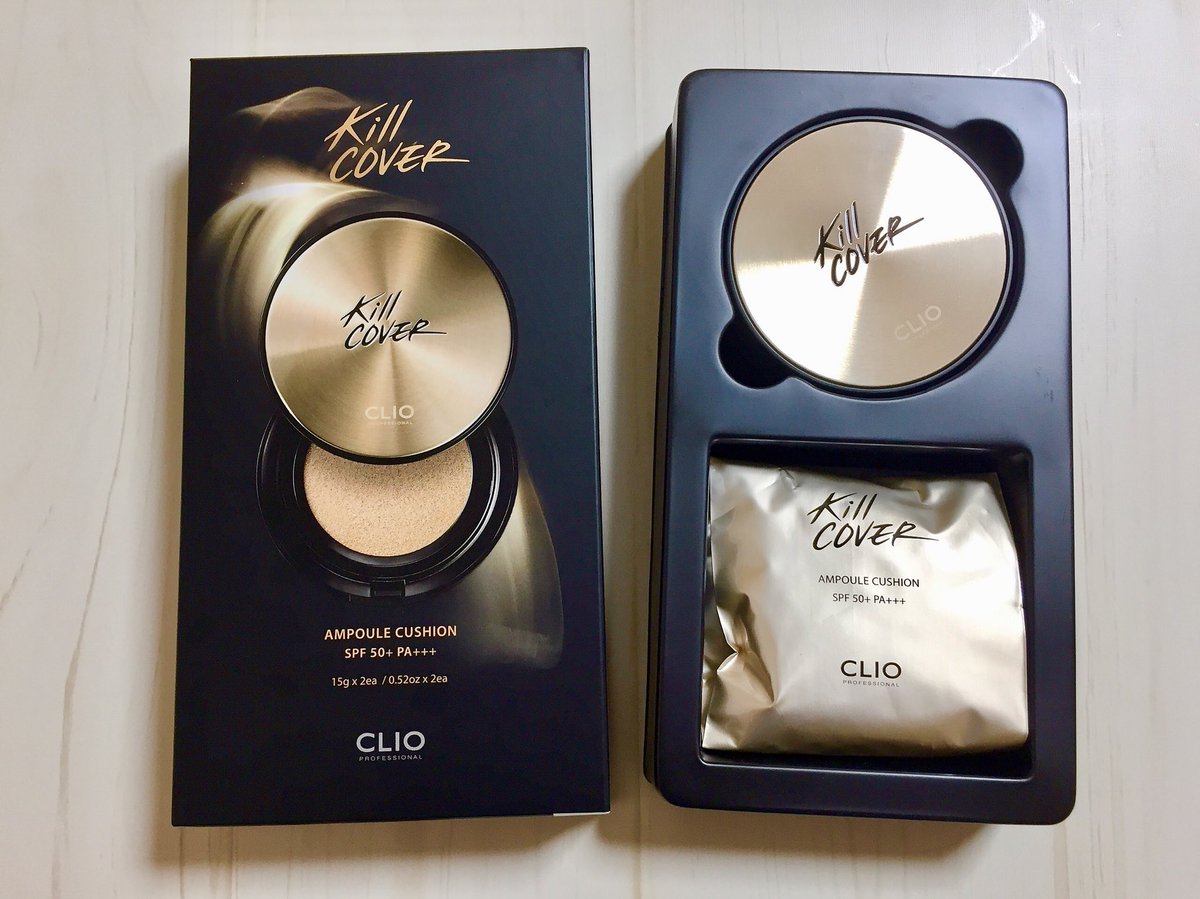 Kill
COVER
Kill
COVER
CLIO
PROFESSIONAL
AMPOULE CUSHION
SPF 50+ PA+++
15g x 2ea / 0.52oz x 2ea
CLIO
PROFESSIONAL
Kill
COVER
CLIO
Kill
COVER
AMPOULE CUSHION
SPF 50+ PA+++
CLIO
PROFESSIONAL